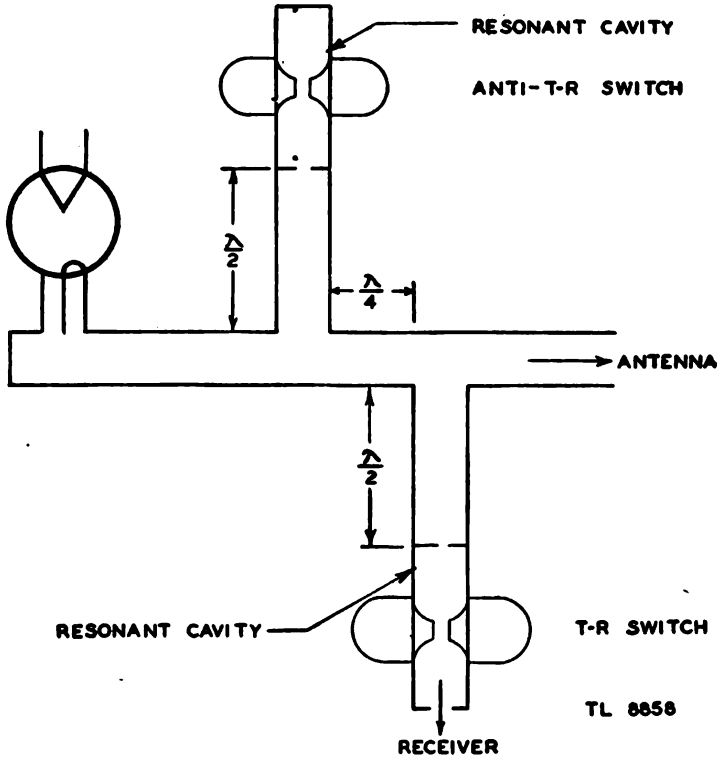 RESONANT CAVITY
ANTI-T-R SWITCH
λ/2
λ/4
ANTENNA
λ/2
RESONANT CAVITY
T-R SWITCH
TL 8858
RECEIVER